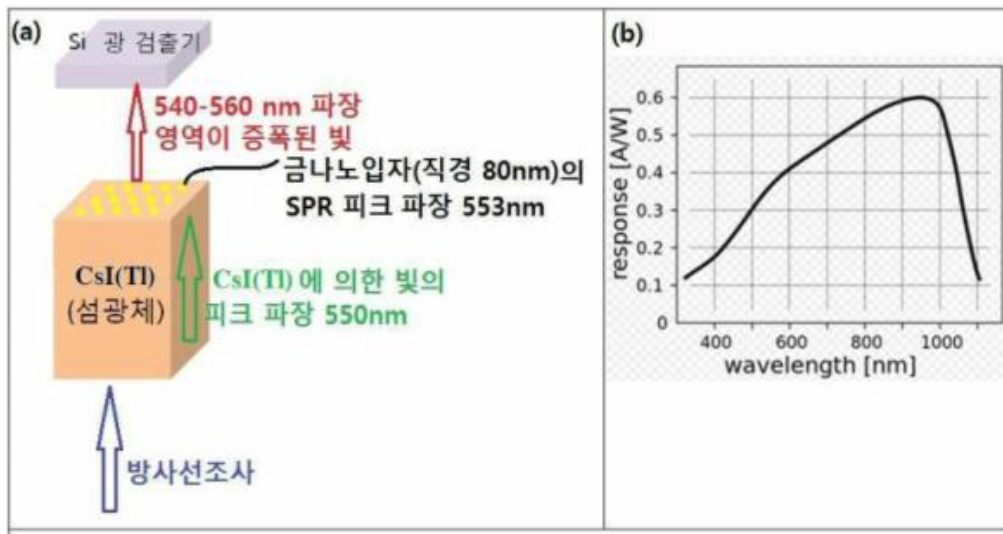 (a)
Si 광 검출기
540-560 nm 파장
영역이 증폭된 빛
금나노입자(직경 80nm)의
SPR 피크 파장 553nm
CsI(Tl)
(섬광체)
CsI(Tl) 에 의한 빛의
피크 파장 550nm
방사선조사
(b)
response [A/W]
0.6
0.5
0.4
0.3
0.2
0.1
0
400 600 800 1000
wavelength [nm]